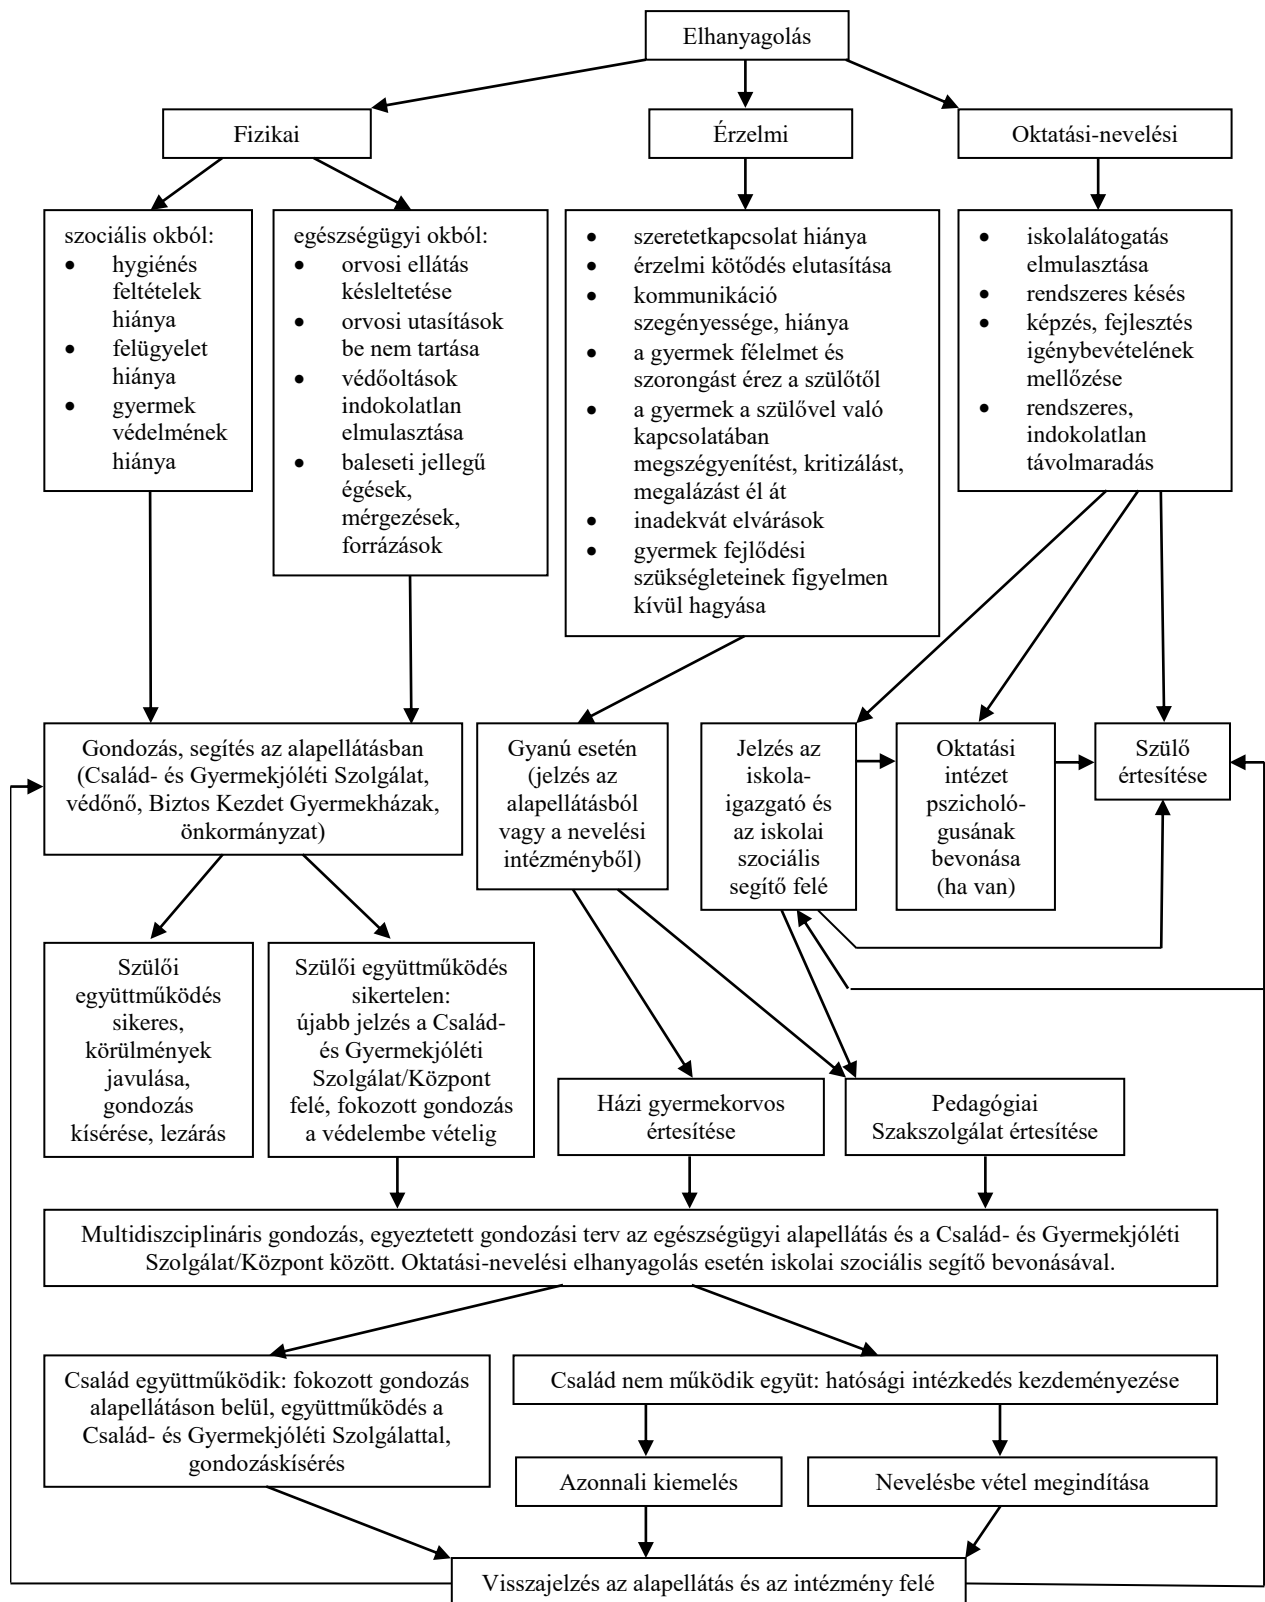 Elhanyagolás
Fizikai
Érzelmi
Oktatási-nevelési
szociális okból:
• hygiénés
feltételek
hiánya
• felügyelet
hiánya
• gyermek
védelmének
hiánya
egészségügyi okból:
• orvosi ellátás
késleltetése
• orvosi utasítások
be nem tartása
• védőoltások
indokolatlan
elmulasztása
• baleseti jellegű
égések,
mérgezések,
forrázások
• szeretetkapcsolat hiánya
• érzelmi kötődés elutasítása
• kommunikáció
szegényessége, hiánya
• a gyermek félelmet és
szorongást érez a szülőtől
• a gyermek a szülővel való
kapcsolatában
megszégyenítést, kritizálást,
megalázást él át
• inadekvát elvárások
• gyermek fejlődési
szükségleteinek figyelmen
kívül hagyása
• iskolalátogatás
elmulasztása
• rendszeres késés
• képzés, fejlesztés
igénybevételének
mellőzése
• rendszeres,
indokolatlan
távolmaradás
Gondozás, segítés az alapellátásban
(Család- és Gyermekjóléti Szolgálat,
védőnő, Biztos Kezdet Gyermekházak,
önkormányzat)
Gyanú esetén
(jelzés az
alapellátásból
vagy a nevelési
intézményből)
Jelzés az
iskola-
igazgató és
az iskolai
szociális
segítő felé
Oktatási
intézet
pszicholó-
gusának
bevonása
(ha van)
Szülő
értesítése
Szülői
együttműködés
sikeres,
körülmények
javulása,
gondozás
kísérése, lezárás
Szülői együttműködés
sikertelen:
újabb jelzés a Család-
és Gyermekjóléti
Szolgálat/Központ
felé, fokozott gondozás
a védelembe vételig
Házi gyermekorvos
értesítése
Pedagógiai
Szakszolgálat értesítése
Multidiszciplináris gondozás, egyeztetett gondozási terv az egészségügyi alapellátás és a Család- és Gyermekjóléti
Szolgálat/Központ között. Oktatási-nevelési elhanyagolás esetén iskolai szociális segítő bevonásával.
Család együttműködik: fokozott gondozás
alapellátáson belül, együttműködés a
Család- és Gyermekjóléti Szolgálattal,
gondozáskísérés
Család nem működik együt: hatósági intézkedés kezdeményezése
Azonnali kiemelés
Nevelésbe vétel megindítása
Visszajelzés az alapellátás és az intézmény felé